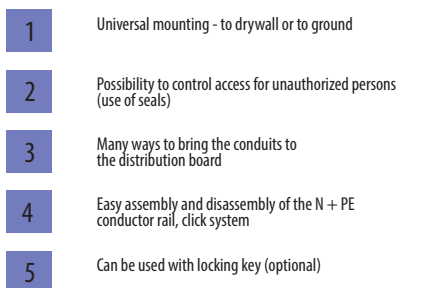 1
Universal mounting - to drywall or to ground
2
Possibility to control access for unauthorized persons
(use of seals)
3
Many ways to bring the conduits to
the distribution board
4
Easy assembly and disassembly of the N + PE
conductor rail, click system
5
Can be used with locking key (optional)